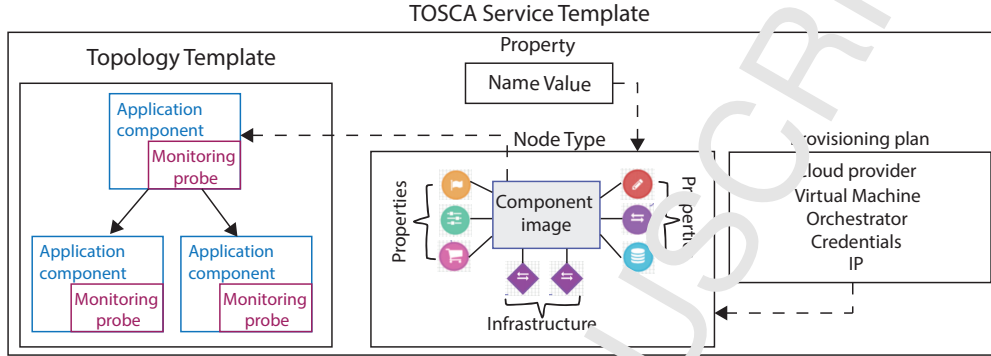 TOSCA Service Template
Topology Template
Application
component
Monitoring
probe
Application
component
Monitoring
probe
Application
component
Monitoring
probe
Property
Name Value
Node Type
Properties
Component
image
Infrastructure
plan
provider
Virtual Machine
Orchestrator
Credentials
IP